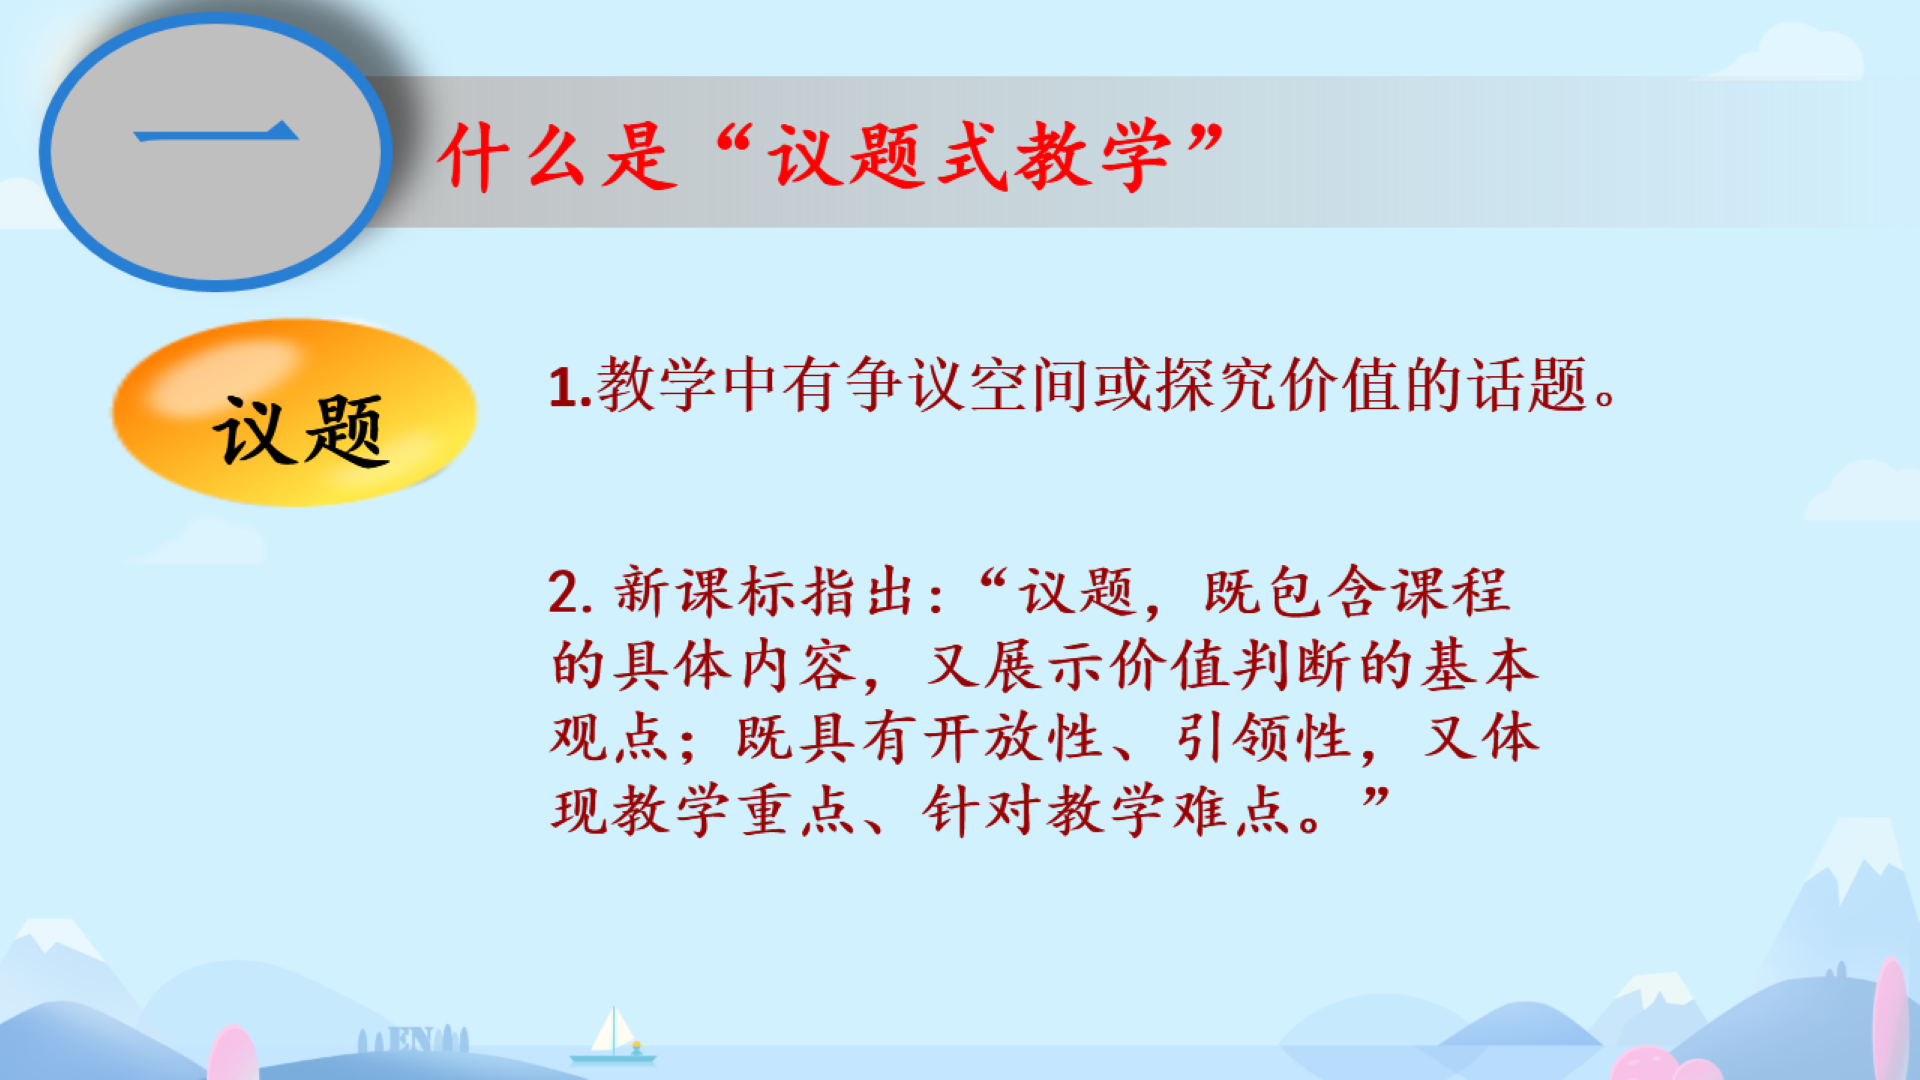 一
什么是“议题式教学”
议题
1.教学中有争议空间或探究价值的话题。
2. 新课标指出:“议题，既包含课程
的具体内容，又展示价值判断的基本
观点；既具有开放性、引领性，又体
现教学重点、针对教学难点。”
EN